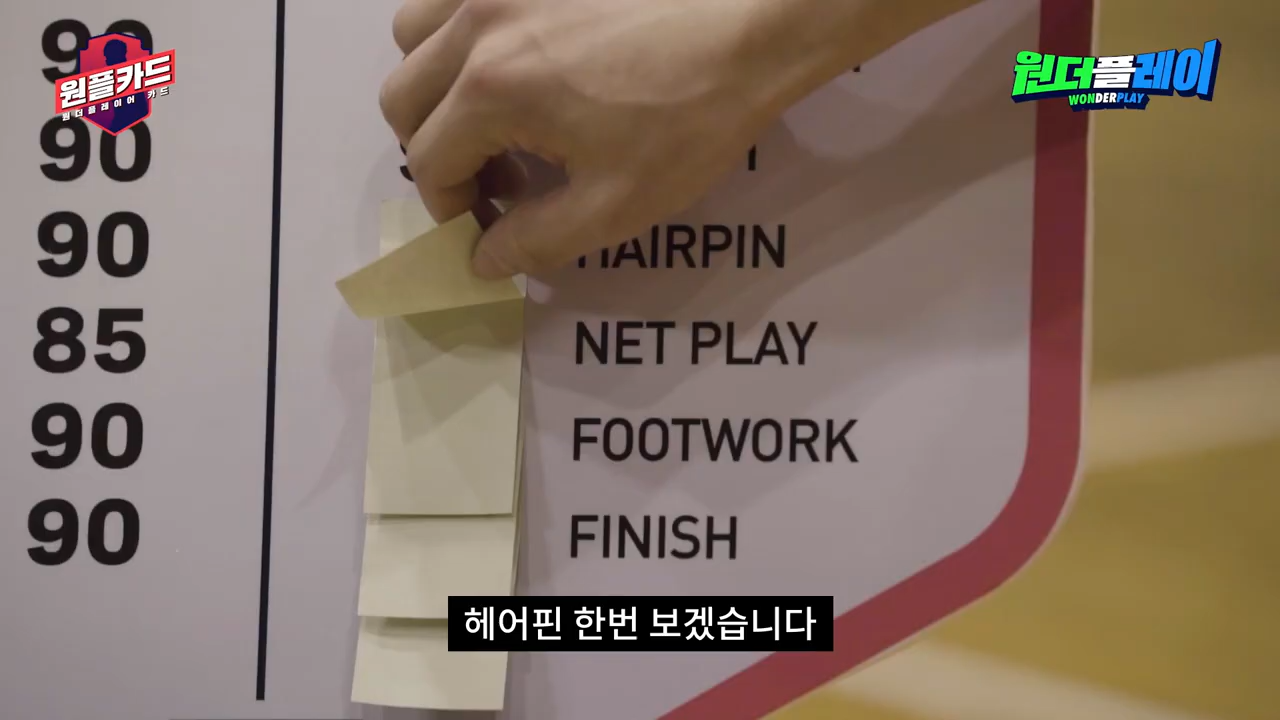 원플카드
원더플레이어 카드
원더플레이
WONDERPLAY
90
90
90 HAIRPIN
85 NET PLAY
90 FOOTWORK
90 FINISH
헤어핀 한번 보겠습니다